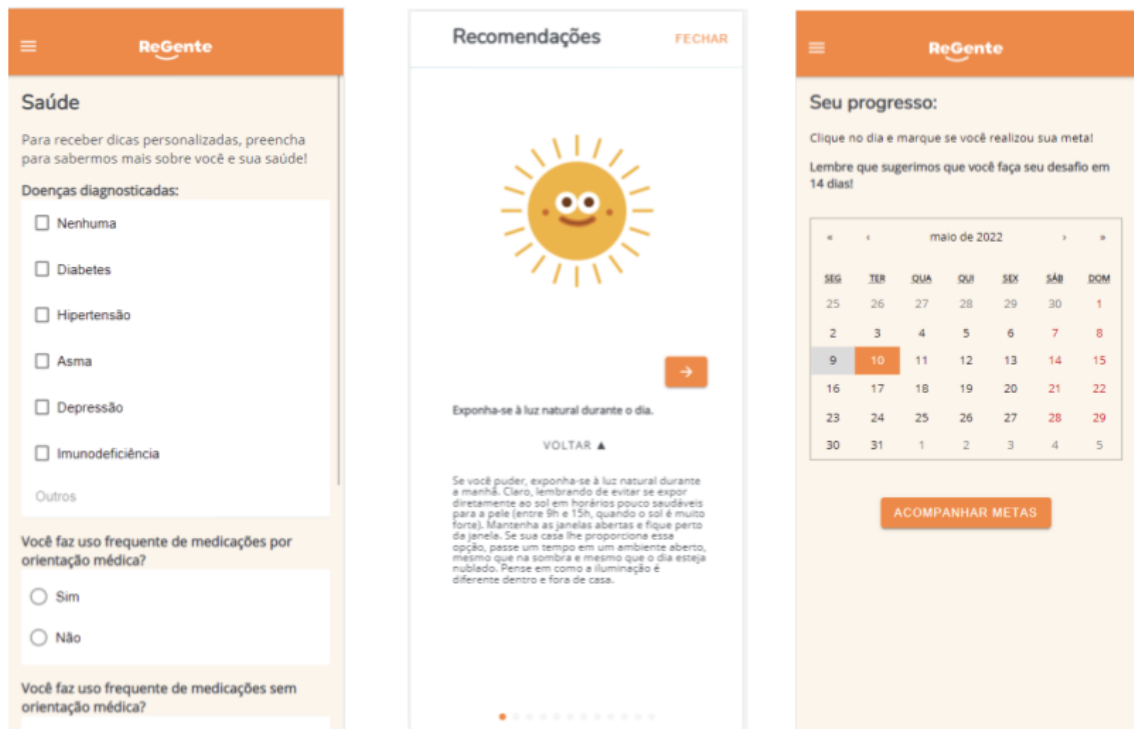 ReGente
Saúde
Para receber dicas personalizadas, preencha
para sabermos mais sobre você e sua saúde!
Doenças diagnosticadas:
Nenhuma
Diabetes
Hipertensão
Asma
Depressão
Imunodeficiência
Outros
Você faz uso frequente de medicações por
orientação médica?
Sim
Não
Você faz uso frequente de medicações sem
orientação médica?
Recomendações
FECHAR
Exponha-se à luz natural durante o dia.
VOLTAR ▲
Se você puder, exponha-se à luz natural durante
a manhã. Claro, lembrando de evitar se expor
diretamente ao sol em horários pouco saudáveis
para a pele (entre 9h e 15h, quando o sol é muito
forte). Mantenha as janelas abertas e fique perto
da janela. Se sua casa lhe proporciona essa
opção, passe um tempo em um ambiente aberto,
mesmo que na sombra e mesmo que o dia esteja
nublado. Pense em como a iluminação é
diferente dentro e fora de casa.
ReGente
Seu progresso:
Clique no dia e marque se você realizou sua meta!
Lembre que sugerimos que você faça seu desafio em
14 dias!
« ‹ maio de 2022 › »
SEG TER QUA QUI SEX SÁB DOM
25 26 27 28 29 30 1
2 3 4 5 6 7 8
9 10 11 12 13 14 15
16 17 18 19 20 21 22
23 24 25 26 27 28 29
30 31 1 2 3 4 5
ACOMPANHAR METAS